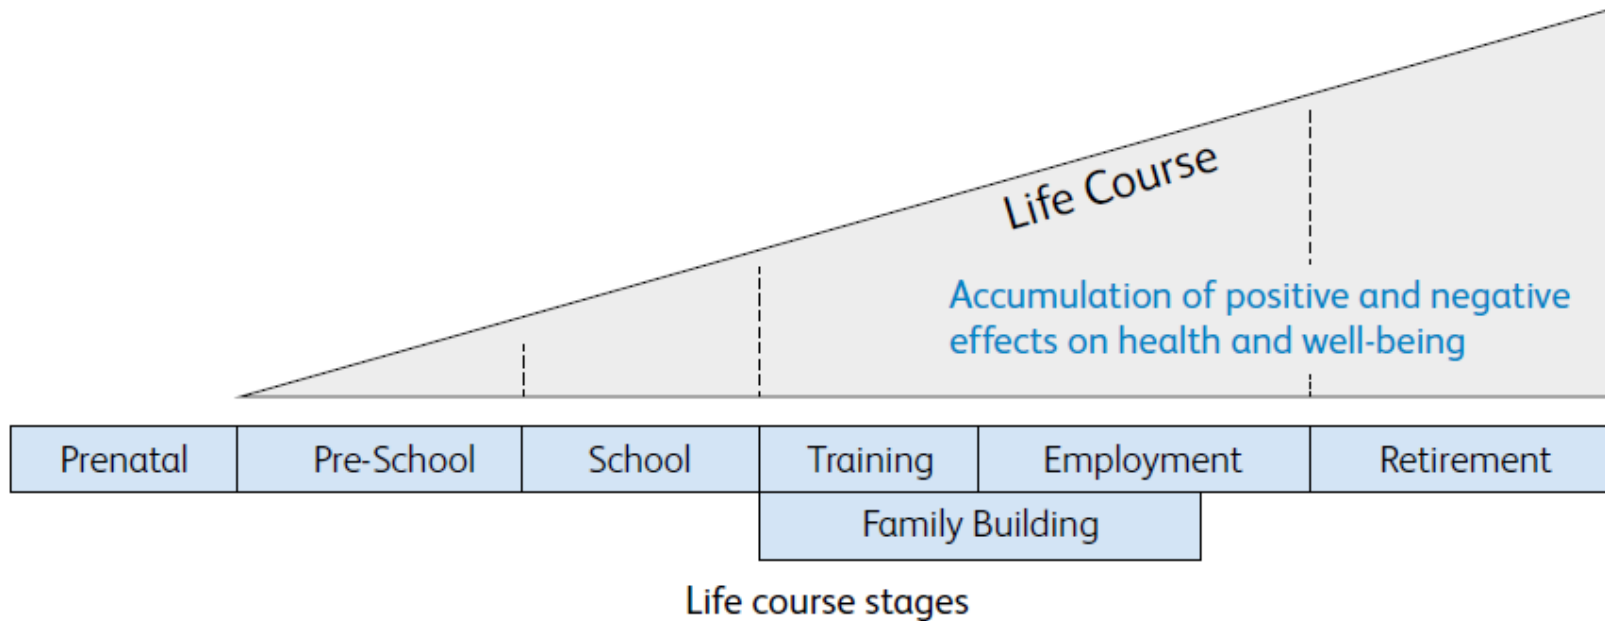 Life Course
Accumulation of positive and negative
effects on health and well-being
Prenatal
Pre-School
School
Training
Employment
Retirement
Family Building
Life course stages